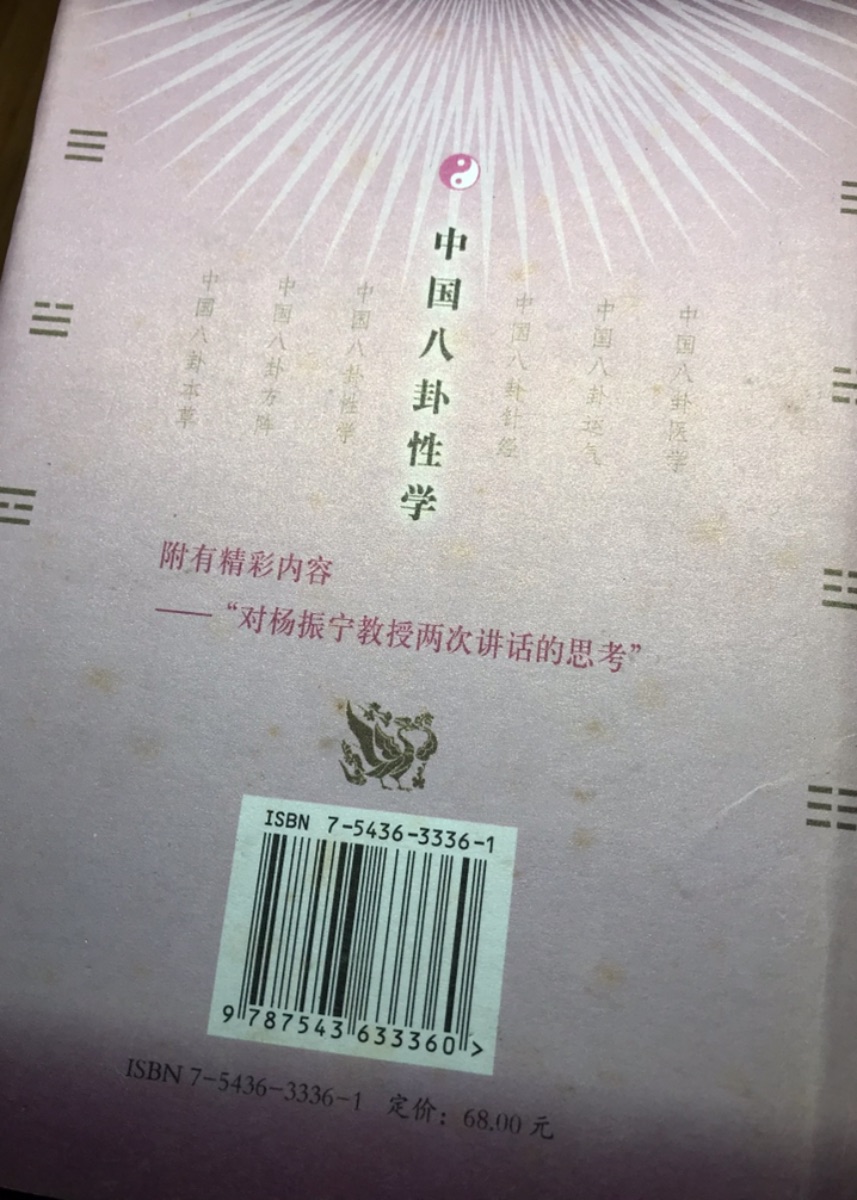 中国八卦医学
中国八卦运气
中国八卦针经
中国八卦性学
中国八卦性学
中国八卦方阵
中国八卦本草
附有精彩内容
——“对杨振宁教授两次讲话的思考”
ISBN 7-5436-3336-1
9 787543 633360 >
ISBN 7-5436-3336-1 定价：68.00 元